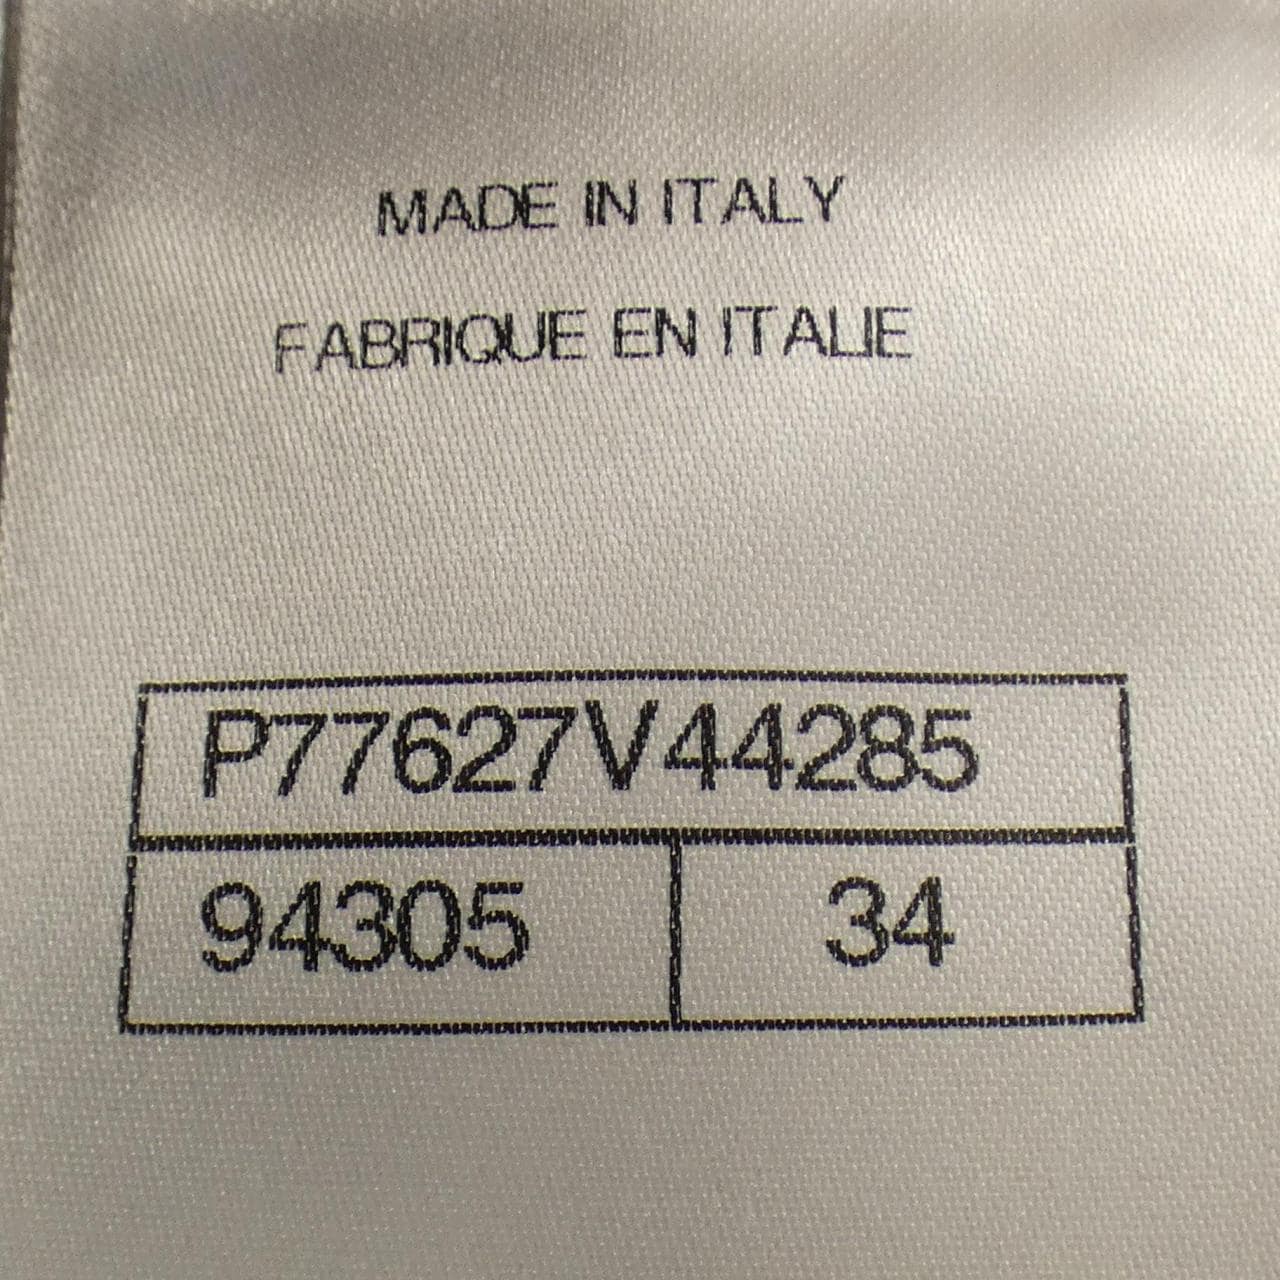 MADE IN ITALY
FABRIQUE EN ITALIE
P77627V44285
94305 34